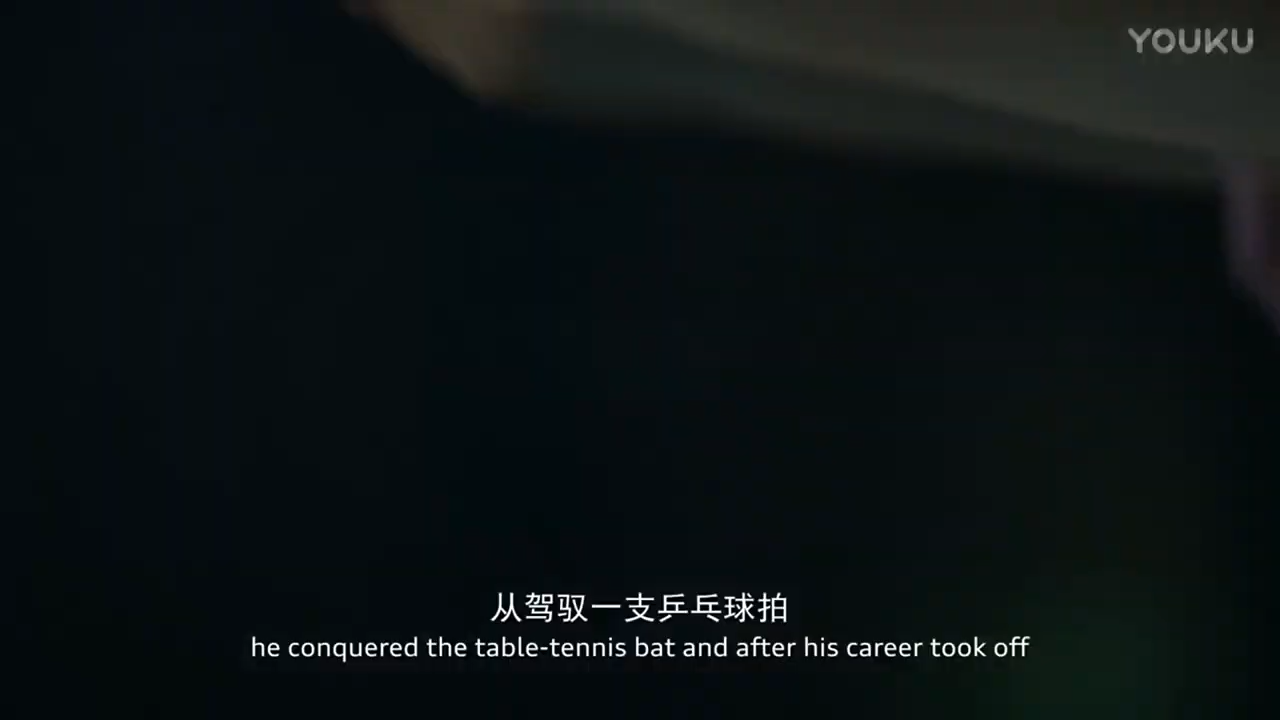 YOUKU
从驾驭一支乒乓球拍
he conquered the table-tennis bat and after his career took off